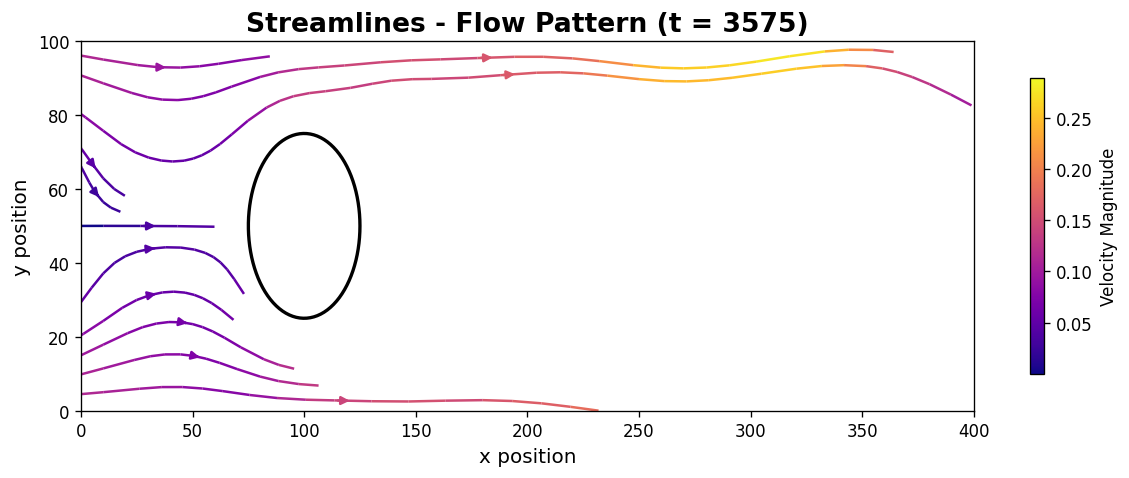 Streamlines - Flow Pattern (t = 3575)
100
80
60
40
20
0
y position
0 50 100 150 200 250 300 350 400
x position
0.25
0.20
0.15
0.10
0.05
Velocity Magnitude